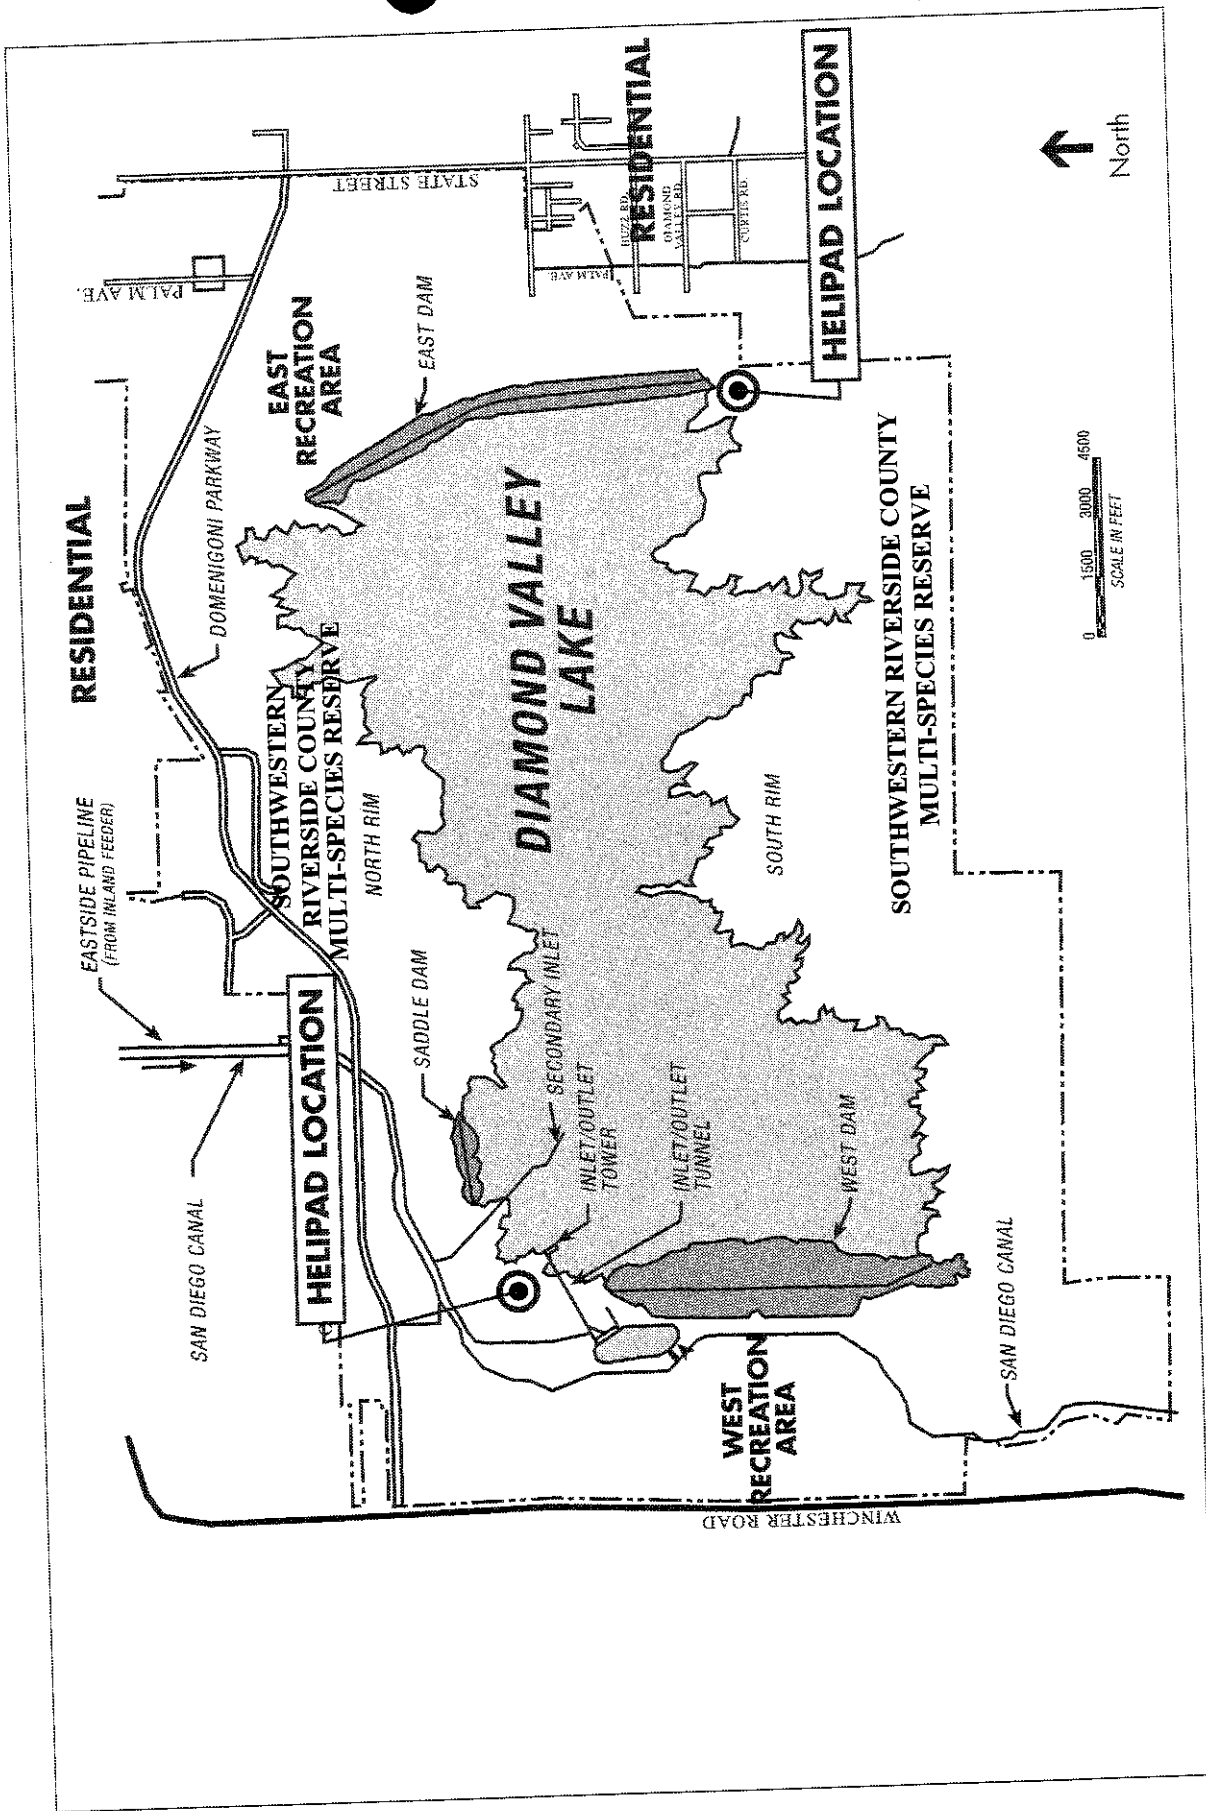 RESIDENTIAL
EASTSIDE PIPELINE
(FROM INLAND FEEDER)
SAN DIEGO CANAL
DOMENIGONI PARKWAY
PALM AVE.
STATE STREET
HELIPAD LOCATION
SOUTHWESTERN
RIVERSIDE COUNTY
MULTI-SPECIES RESERVE
NORTH RIM
EAST
RECREATION
AREA
EAST DAM
SADDLE DAM
SECONDARY INLET
INLET/OUTLET
TOWER
INLET/OUTLET
TUNNEL
WEST DAM
DIAMOND VALLEY
LAKE
PALM AVE
BUZZ RD.
RESIDENTIAL
DIAMOND
VALLEY RD.
CURTIS RD.
HELIPAD LOCATION
WEST
RECREATION
AREA
WINCHESTER ROAD
SOUTH RIM
SOUTHWESTERN RIVERSIDE COUNTY
MULTI-SPECIES RESERVE
SAN DIEGO CANAL
0 1500 3000 4500
SCALE IN FEET
North